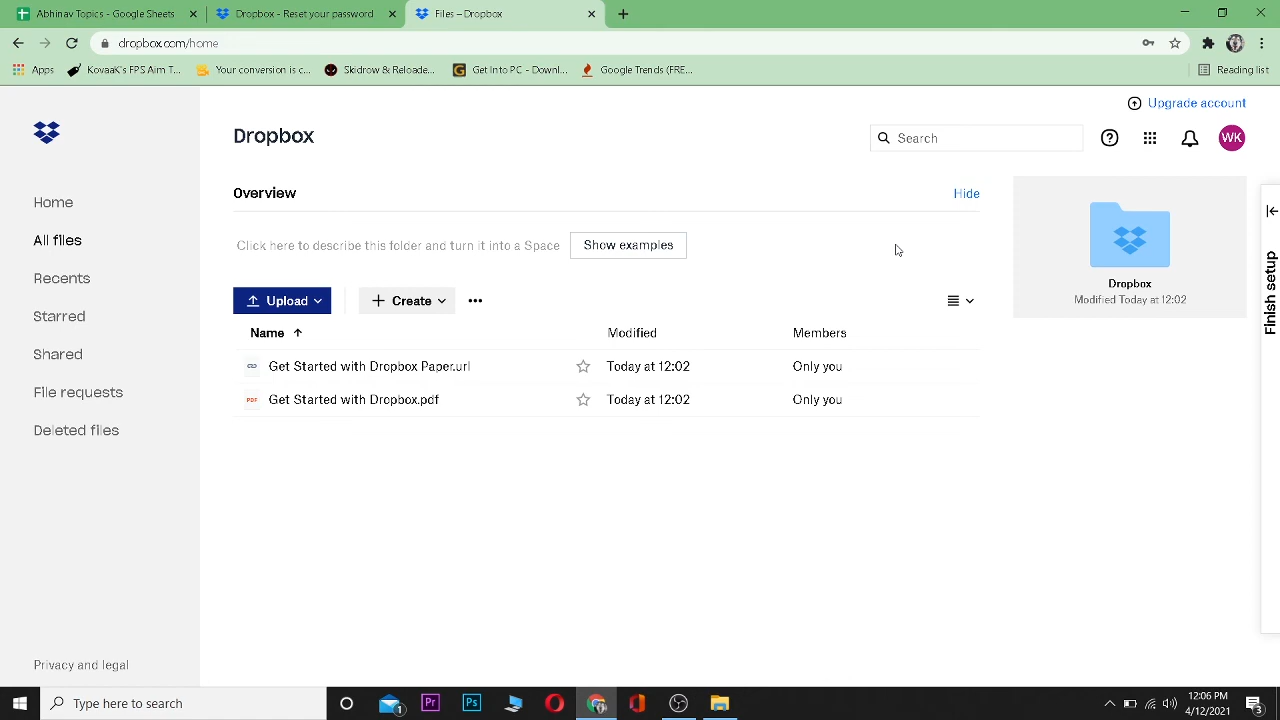 Abhinav Topics - Google Sheets
Dropbox - Reset your password
Files – Dropbox
dropbox.com/home
Apps
KovaaK's FPS Aim T...
Your conversion is c...
Skidrow & Reloade...
Get Into PC - Downl...
Google Trends (FRE...
Reading list
Upgrade account
Dropbox
Search
WK
Home
All files
Recents
Starred
Shared
File requests
Deleted files
Privacy and legal
Overview
Hide
Click here to describe this folder and turn it into a Space
Show examples
Upload
Create
Name
Modified
Members
Get Started with Dropbox Paper.url
Today at 12:02
Only you
PDF
Get Started with Dropbox.pdf
Today at 12:02
Only you
Dropbox
Modified Today at 12:02
Finish setup
Type here to search
1
Pr
Ps
12:06 PM
4/12/2021
3